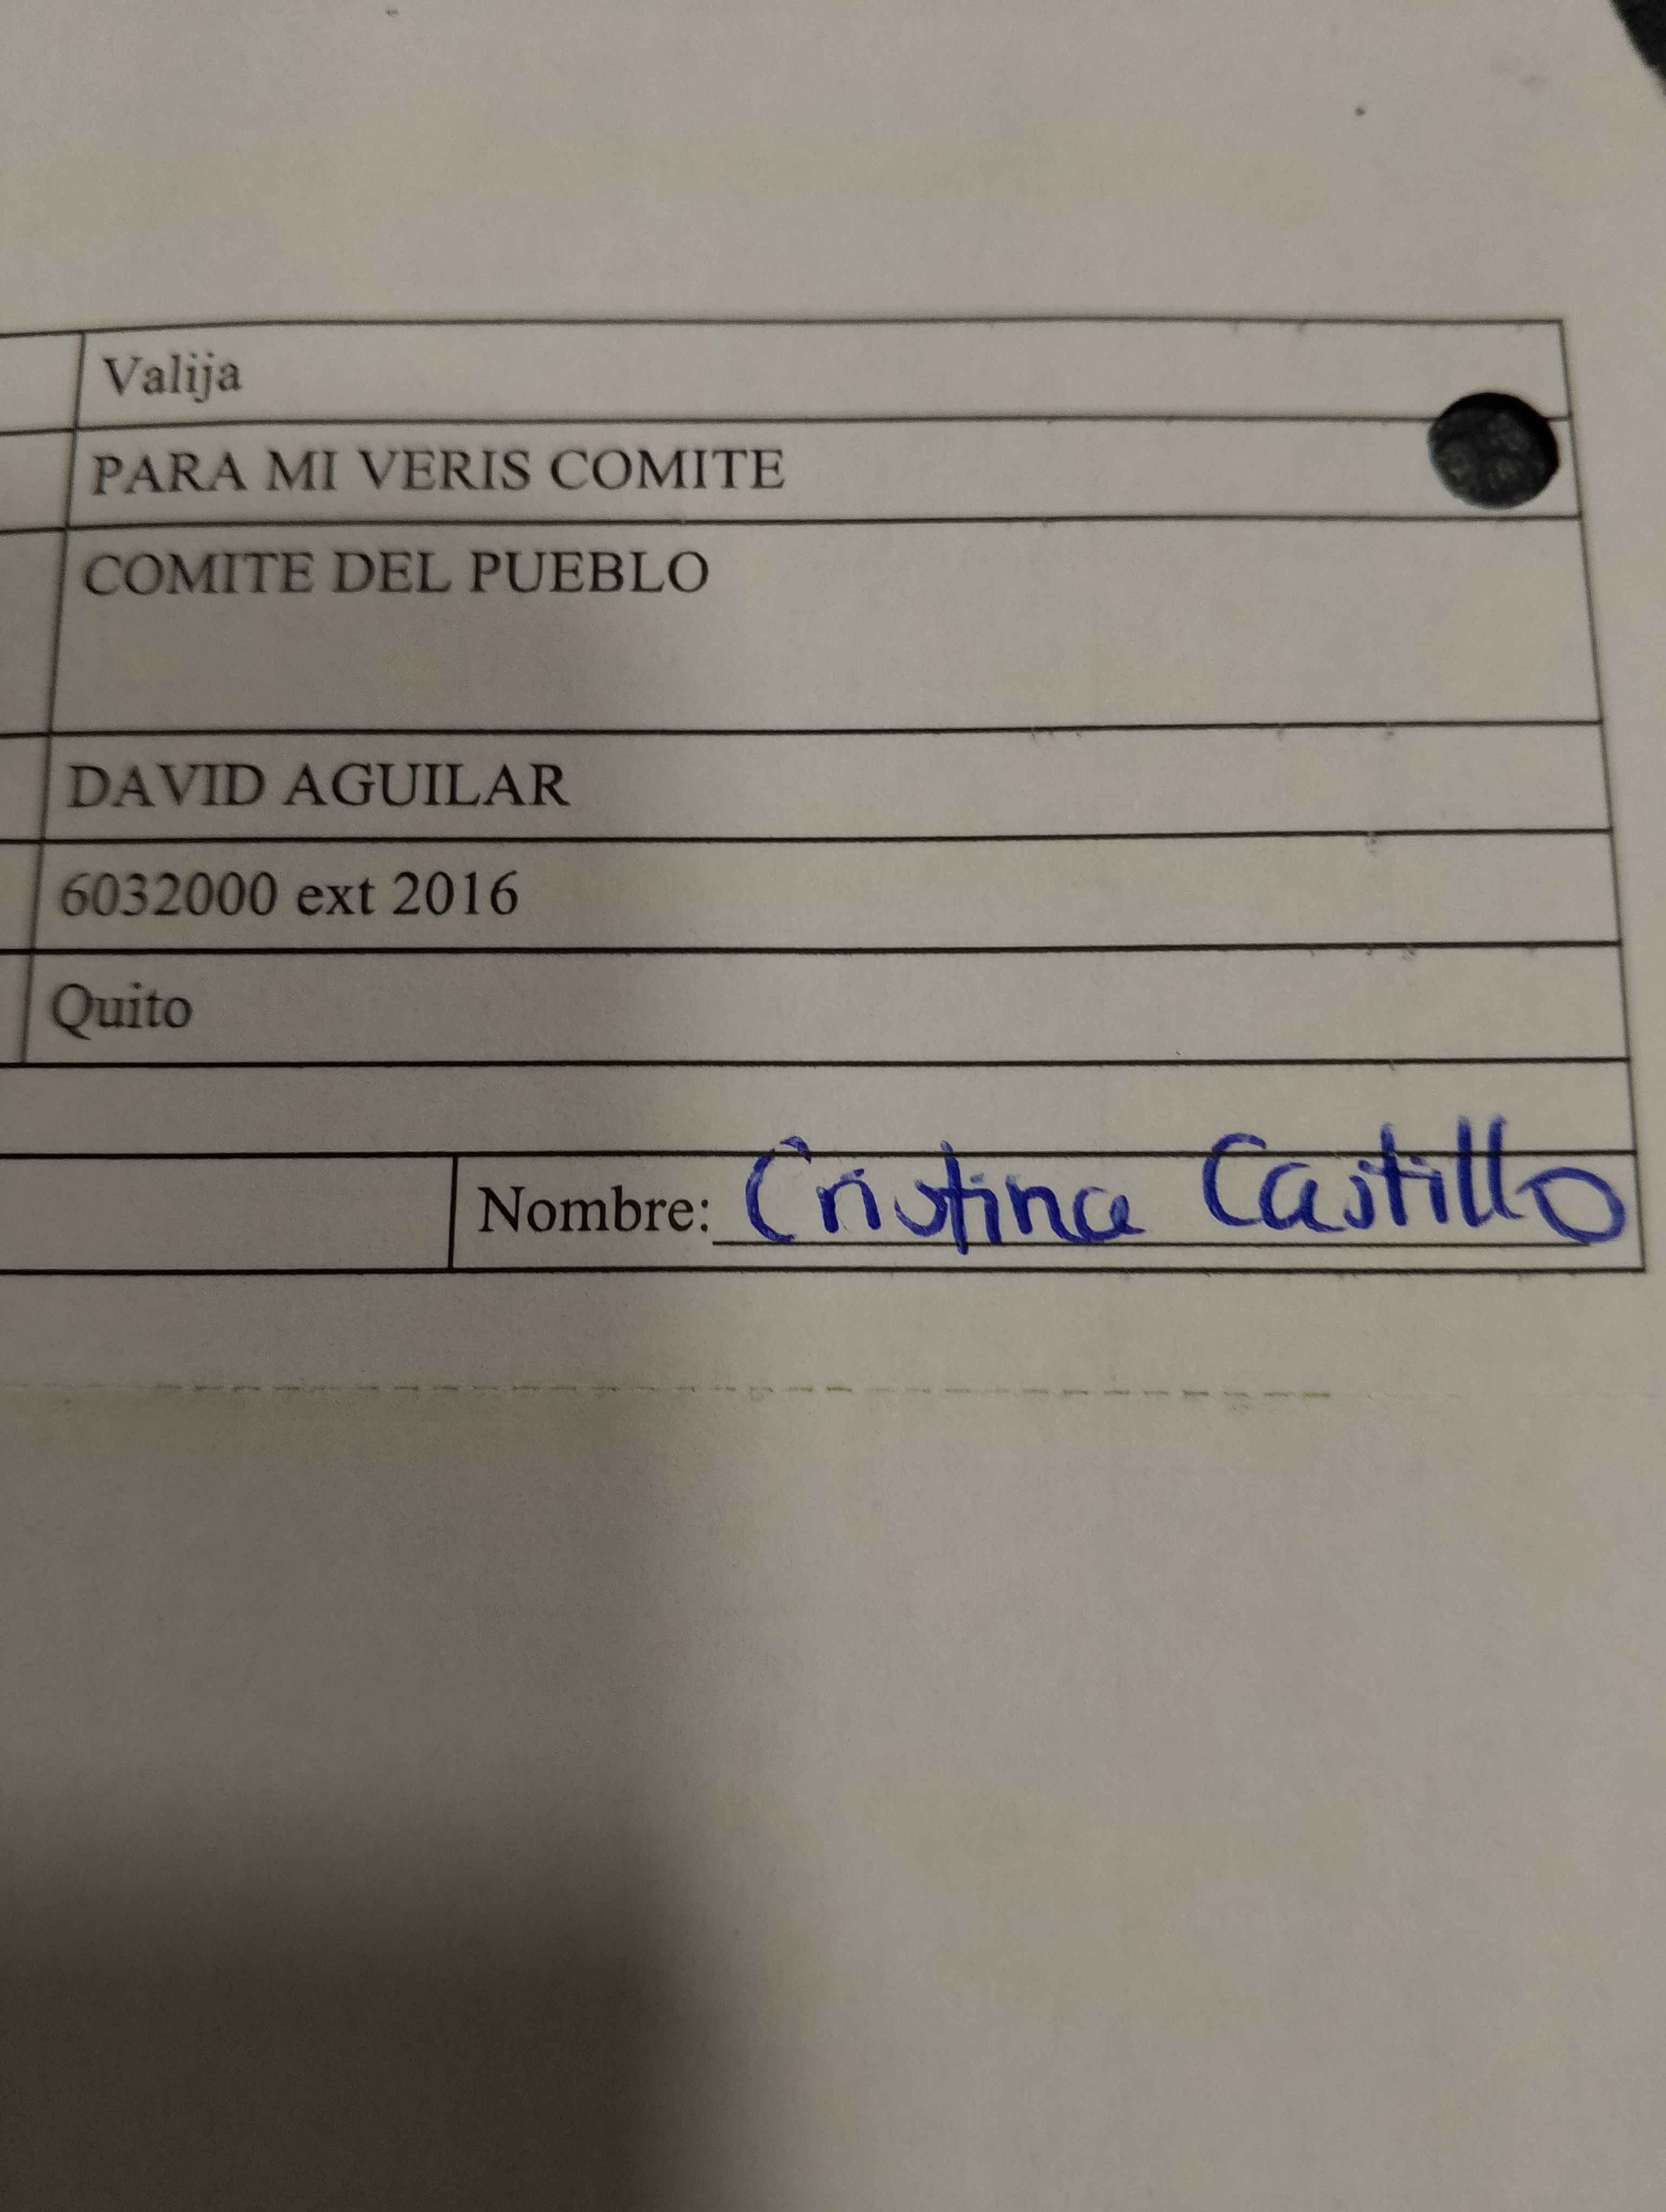 Valija
PARA MI VERIS COMITE
COMITE DEL PUEBLO
DAVID AGUILAR
6032000 ext 2016
Quito
Nombre: Cristina Castillo